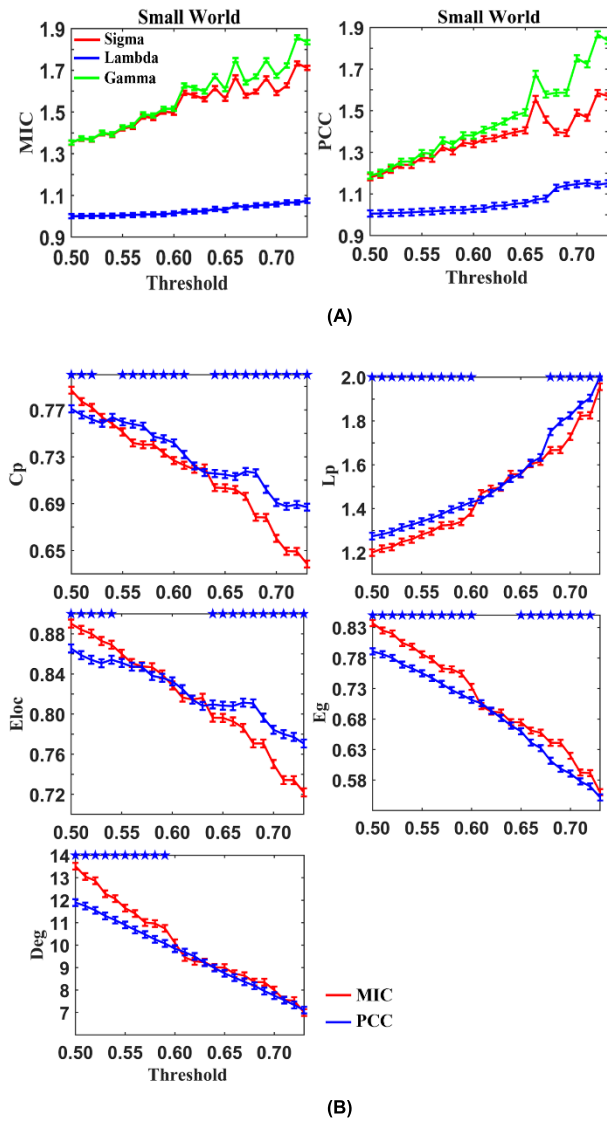 (A)
Small World
Sigma
Lambda
Gamma
MIC
1.9
1.7
1.5
1.3
1.1
0.9
0.50 0.55 0.60 0.65 0.70
Threshold
Small World
PCC
1.9
1.7
1.5
1.3
1.1
0.9
0.50 0.55 0.60 0.65 0.70
Threshold
(A)
Cp
0.77
0.73
0.69
0.65
0.50 0.55 0.60 0.65 0.70
Lp
2.0
1.8
1.6
1.4
1.2
0.50 0.55 0.60 0.65 0.70
Eloc
0.88
0.84
0.80
0.76
0.72
0.50 0.55 0.60 0.65 0.70
Eg
0.83
0.78
0.73
0.68
0.63
0.58
0.50 0.55 0.60 0.65 0.70
Deg
14
13
12
11
10
9
8
7
0.50 0.55 0.60 0.65 0.70
Threshold
MIC
PCC
(B)